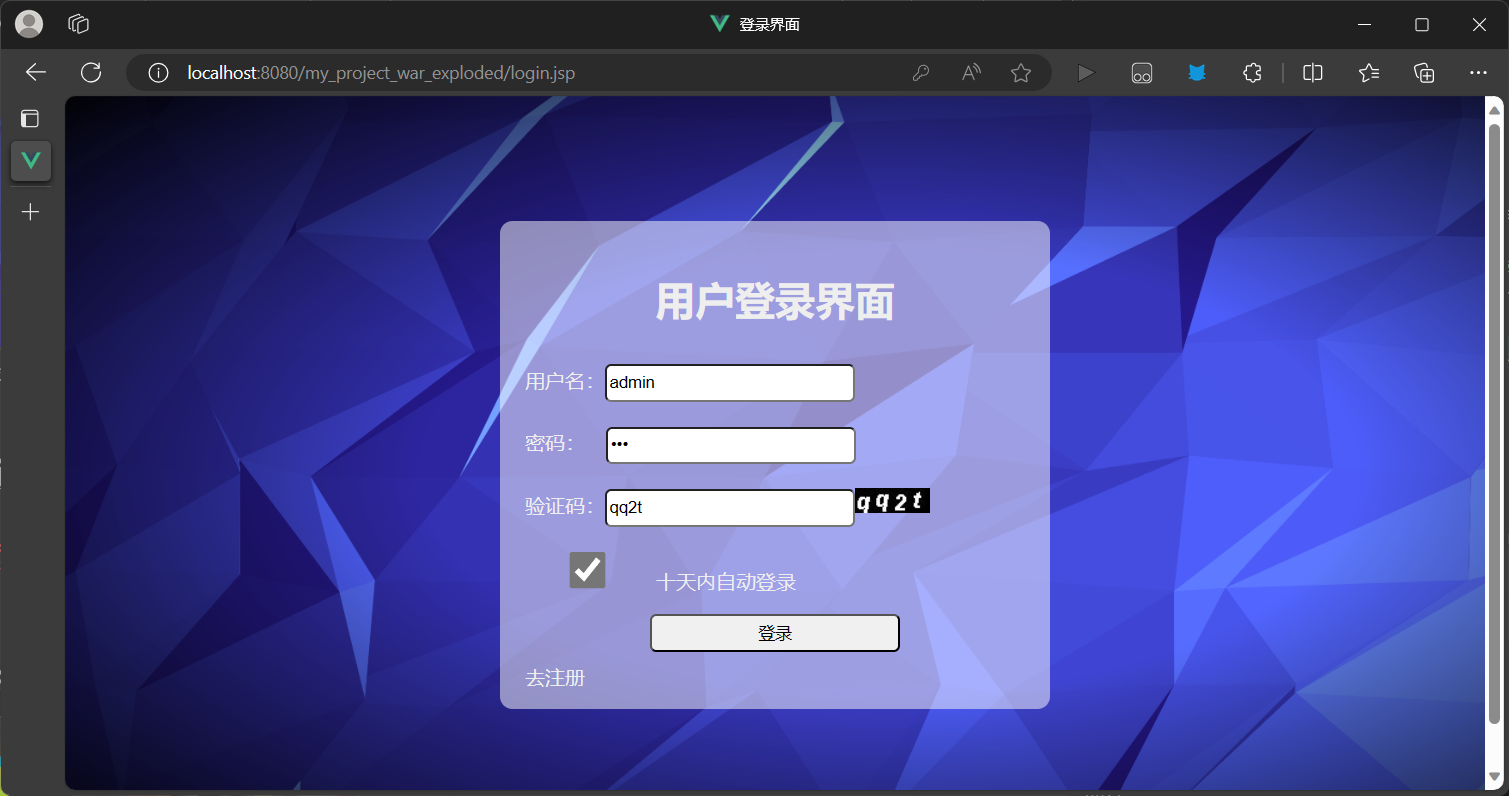 登录界面
localhost:8080/my_project_war_exploded/login.jsp
用户登录界面
用户名： admin
密码： •••
验证码： qq2t qq2t
十天内自动登录
登录
去注册